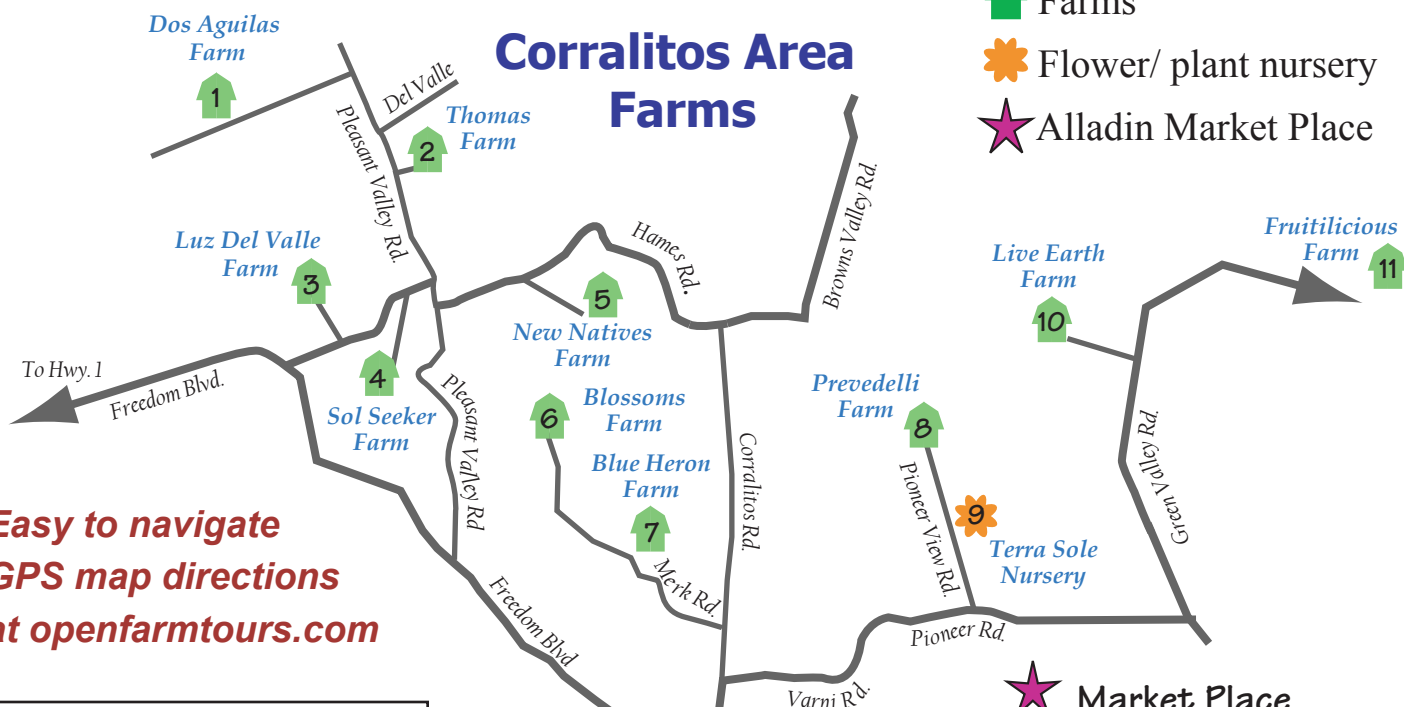 Corralitos Area
Farms
Farms
Flower/ plant nursery
Alladin Market Place
Dos Aguilas
Farm
1
Del Valle
Thomas
Farm
2
Pleasant Valley Rd.
Luz Del Valle
Farm
3
Hames Rd.
Browns Valley Rd.
Live Earth
Farm
10
Fruitilicious
Farm
11
5
New Natives
Farm
To Hwy. 1
Freedom Blvd.
4
Sol Seeker
Farm
Pleasant Valley Rd
6
Blossoms
Farm
Blue Heron
Farm
7
Merk Rd.
Corralitos Rd.
Prevedelli
Farm
8
Pioneer View Rd.
9
Terra Sole
Nursery
Green Valley Rd.
Pioneer Rd.
Varni Rd.
Freedom Blvd
Easy to navigate
GPS map directions
at openfarmtours.com
Market Place